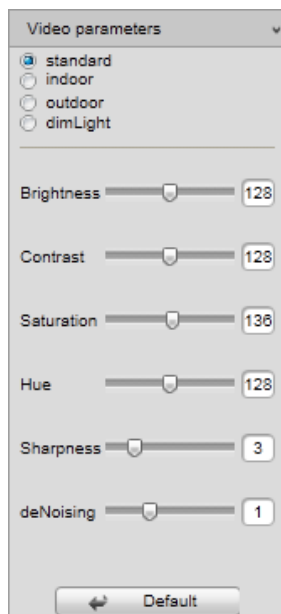 Video parameters
standard
indoor
outdoor
dimLight
Brightness 128
Contrast 128
Saturation 136
Hue 128
Sharpness 3
deNoising 1
Default